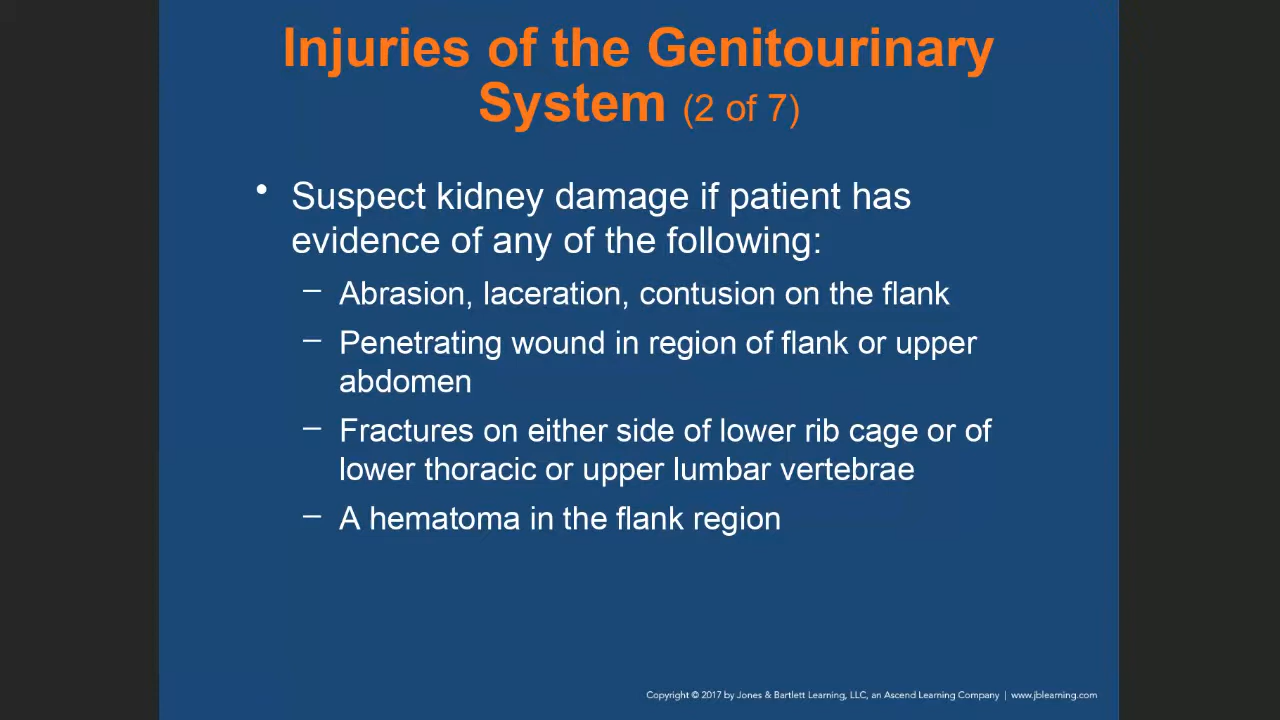 Injuries of the Genitourinary
System (2 of 7)
• Suspect kidney damage if patient has
evidence of any of the following:
– Abrasion, laceration, contusion on the flank
– Penetrating wound in region of flank or upper
abdomen
– Fractures on either side of lower rib cage or of
lower thoracic or upper lumbar vertebrae
– A hematoma in the flank region
Copyright © 2017 by Jones & Bartlett Learning, LLC, an Ascend Learning Company | www.jblearning.com